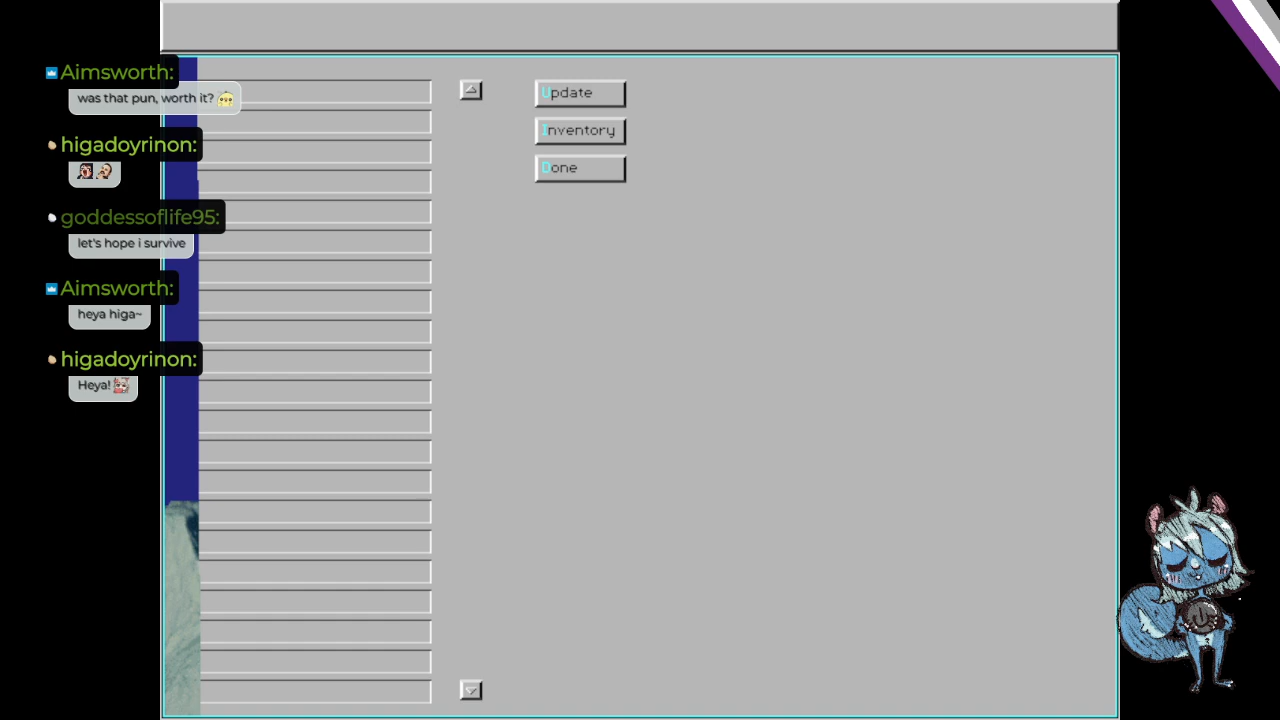 Aimsworth:
was that pun, worth it?
higadoyrinon:
goddessoflife95:
let's hope i survive
Aimsworth:
heya higa~
higadoyrinon:
Heya!
Update
Inventory
Done